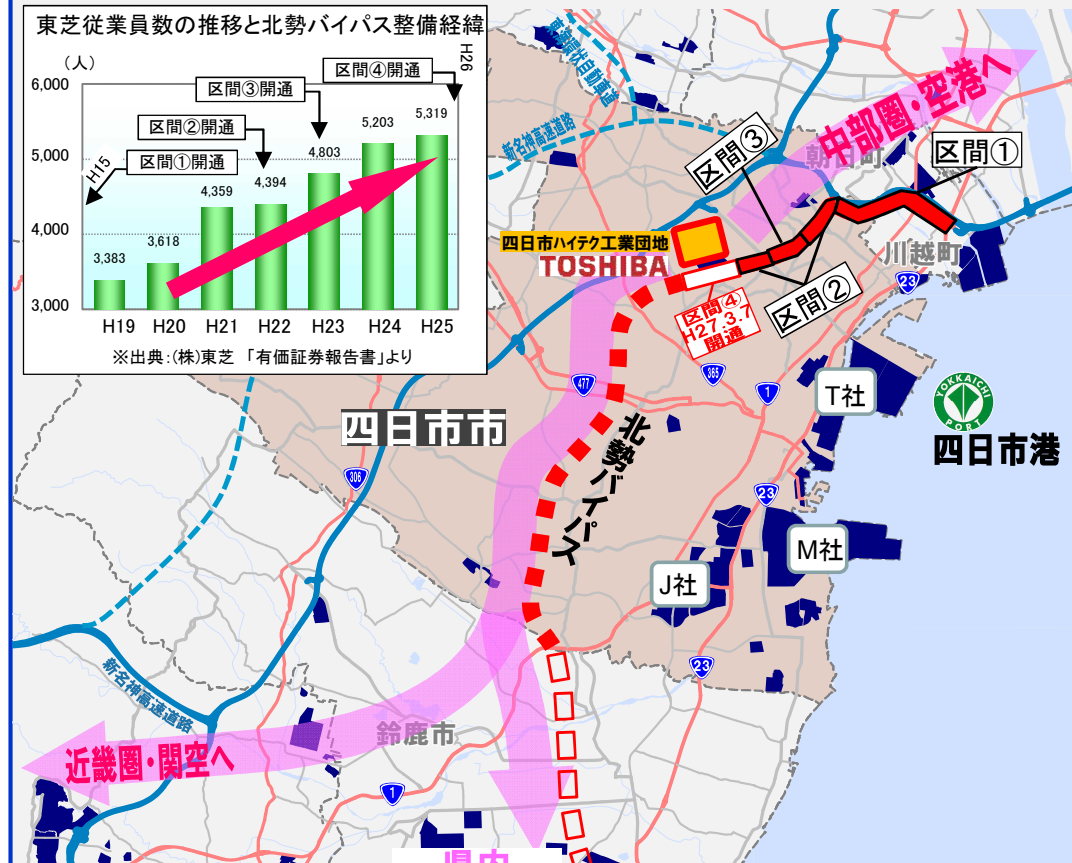 東芝従業員数の推移と北勢バイパス整備経緯
（人）
6,000
5,000
4,000
3,000
H15
区間①開通
区間②開通
区間③開通
区間④開通
H26
3,383
3,618
4,359
4,394
4,803
5,203
5,319
H19
H20
H21
H22
H23
H24
H25
※出典：(株)東芝 「有価証券報告書」より
東海環状自動車道
新名神高速道路
中部圏・空港へ
朝日町
区間③
区間①
四日市ハイテク工業団地
TOSHIBA
川越町
23
区間②
区間④
H27.3.7
開通
477
365
1
T社
YOKKAICHI
PORT
四日市港
四日市市
北勢バイパス
306
23
M社
J社
23
新名神高速道路
鈴鹿市
近畿圏・関空へ
1
県内